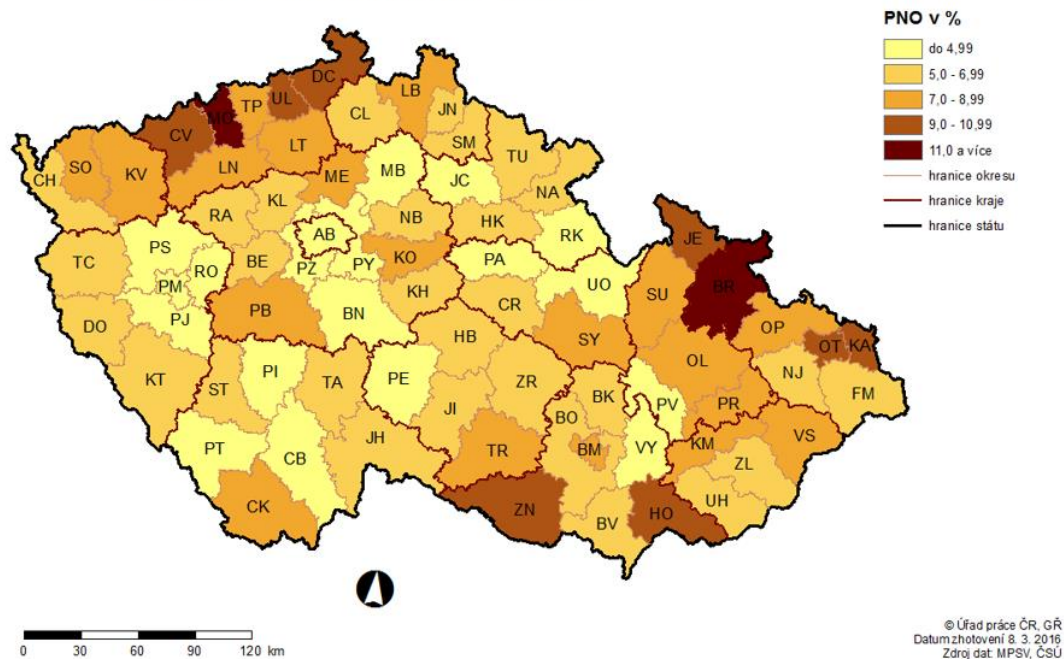 PNO v %
do 4,99
5,0 - 6,99
7,0 - 8,99
9,0 - 10,99
11,0 a více
hranice okresu
hranice kraje
hranice státu
DC
UL
LB
TP
MO
JN
CV
CL
LT
SM
SO
KV
LN
TU
CH
ME
MB
JC
NA
KL
RA
NB
HK
AB
RK
JE
PS
TC
RO
BE
PZ
PY
KO
PA
BR
PM
KH
UO
SU
PJ
PB
BN
CR
DO
OP
HB
SY
OT
KA
OL
KT
PI
TA
PE
ZR
NJ
ST
BK
PV
PR
FM
JI
BO
PT
JH
TR
BM
VY
KM
VS
CB
ZL
CK
ZN
HO
UH
BV
0 30 60 90 120 km
© Úřad práce ČR, GŘ
Datum zhotovení 8. 3. 2016
Zdroj dat: MPSV, ČSÚ